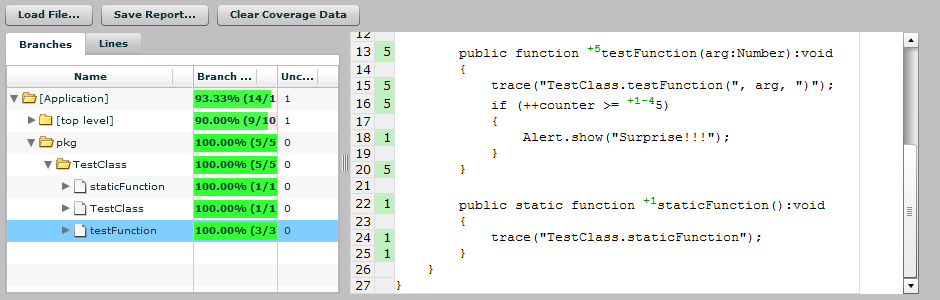 Load File... Save Report... Clear Coverage Data
Branches Lines
Name Branch ... Unc...
[Application] 93.33% (14/1 1
[top level] 90.00% (9/10 1
pkg 100.00% (5/5 0
TestClass 100.00% (5/5 0
staticFunction 100.00% (1/1 0
TestClass 100.00% (1/1 0
testFunction 100.00% (3/3 0
12
13 5 public function +5testFunction(arg:Number):void
14 {
15 5 trace("TestClass.testFunction(", arg, ")");
16 5 if (++counter >= +1-45)
17 {
18 1 Alert.show("Surprise!!!");
19 }
20 5 }
21
22 1 public static function +1staticFunction():void
23 {
24 1 trace("TestClass.staticFunction");
25 1 }
26 }
27 }